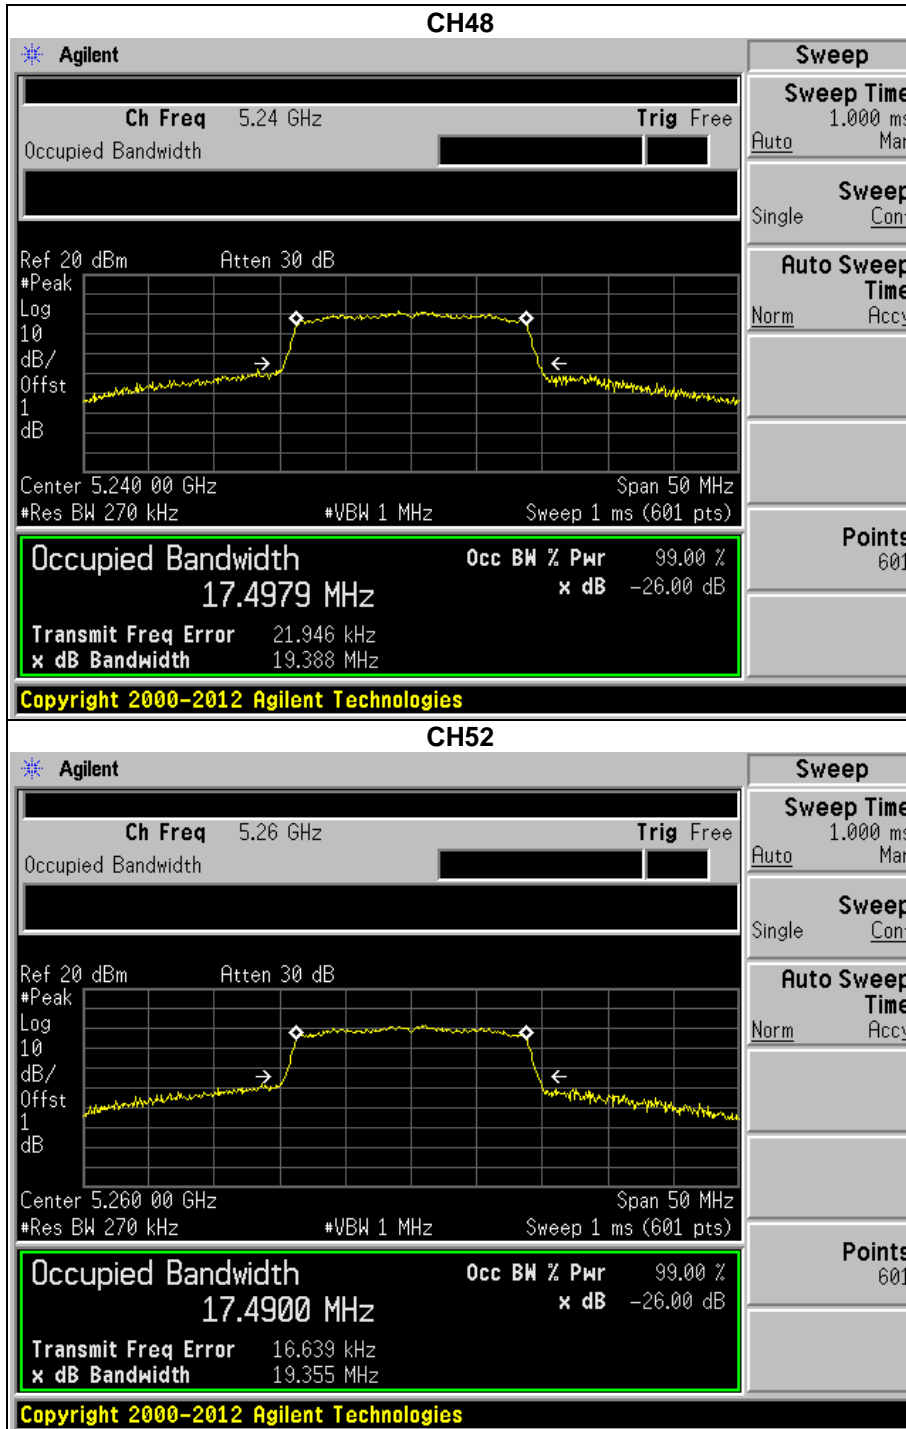 CH48
Agilent
Sweep
Ch Freq 5.24 GHz Trig Free
Occupied Bandwidth
Sweep Time
1.000 ms
Auto
Sweep
Single
Auto Sweep
Time
Norm
Ref 20 dBm Atten 30 dB
#Peak
Log
10
dB/
Offst
1
dB
Center 5.240 00 GHz Span 50 MHz
#Res BW 270 kHz #VBW 1 MHz Sweep 1 ms (601 pts)
Points
601
Occupied Bandwidth Occ BW % Pwr 99.00 %
17.4979 MHz x dB -26.00 dB
Transmit Freq Error 21.946 kHz
x dB Bandwidth 19.388 MHz
Copyright 2000-2012 Agilent Technologies
CH52
Agilent
Sweep
Ch Freq 5.26 GHz Trig Free
Occupied Bandwidth
Sweep Time
1.000 ms
Auto
Sweep
Single
Auto Sweep
Time
Norm
Ref 20 dBm Atten 30 dB
#Peak
Log
10
dB/
Offst
1
dB
Center 5.260 00 GHz Span 50 MHz
#Res BW 270 kHz #VBW 1 MHz Sweep 1 ms (601 pts)
Points
601
Occupied Bandwidth Occ BW % Pwr 99.00 %
17.4900 MHz x dB -26.00 dB
Transmit Freq Error 16.639 kHz
x dB Bandwidth 19.355 MHz
Copyright 2000-2012 Agilent Technologies